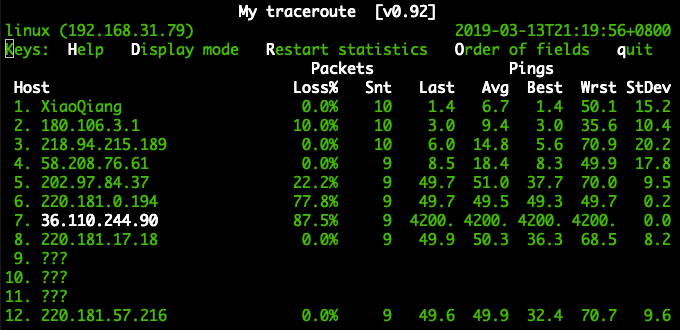 My traceroute  [v0.92]
linux (192.168.31.79)                                    2019-03-13T21:19:56+0800
Keys:  Help   Display mode   Restart statistics   Order of fields   quit
                                  Packets               Pings
 Host                           Loss%   Snt   Last   Avg  Best  Wrst StDev
 1. XiaoQiang                    0.0%    10    1.4   6.7   1.4  50.1  15.2
 2. 180.106.3.1                 10.0%    10    3.0   9.4   3.0  35.6  10.4
 3. 218.94.215.189               0.0%    10    6.0  14.8   5.6  70.9  20.2
 4. 58.208.76.61                 0.0%     9    8.5  18.4   8.3  49.9  17.8
 5. 202.97.84.37                22.2%     9   49.7  51.0  37.7  70.0   9.5
 6. 220.181.0.194               77.8%     9   49.7  49.5  49.3  49.7   0.2
 7. 36.110.244.90               87.5%     9  4200. 4200. 4200. 4200.   0.0
 8. 220.181.17.18                0.0%     9   49.9  50.3  36.3  68.5   8.2
 9. ???
10. ???
11. ???
12. 220.181.57.216               0.0%     9   49.6  49.9  32.4  70.7   9.6